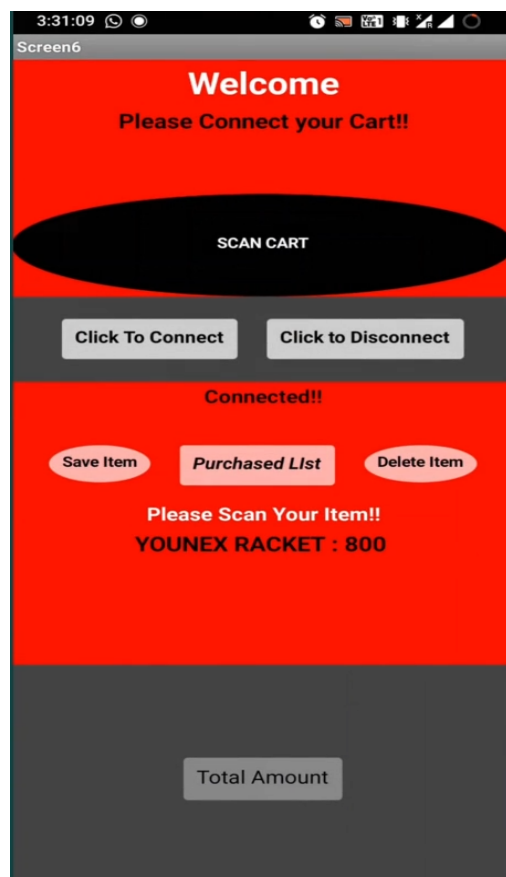 3:31:09
Screen6
Welcome
Please Connect your Cart!!
SCAN CART
Click To Connect
Click to Disconnect
Connected!!
Save Item
Purchased LIst
Delete Item
Please Scan Your Item!!
YOUNEX RACKET : 800
Total Amount